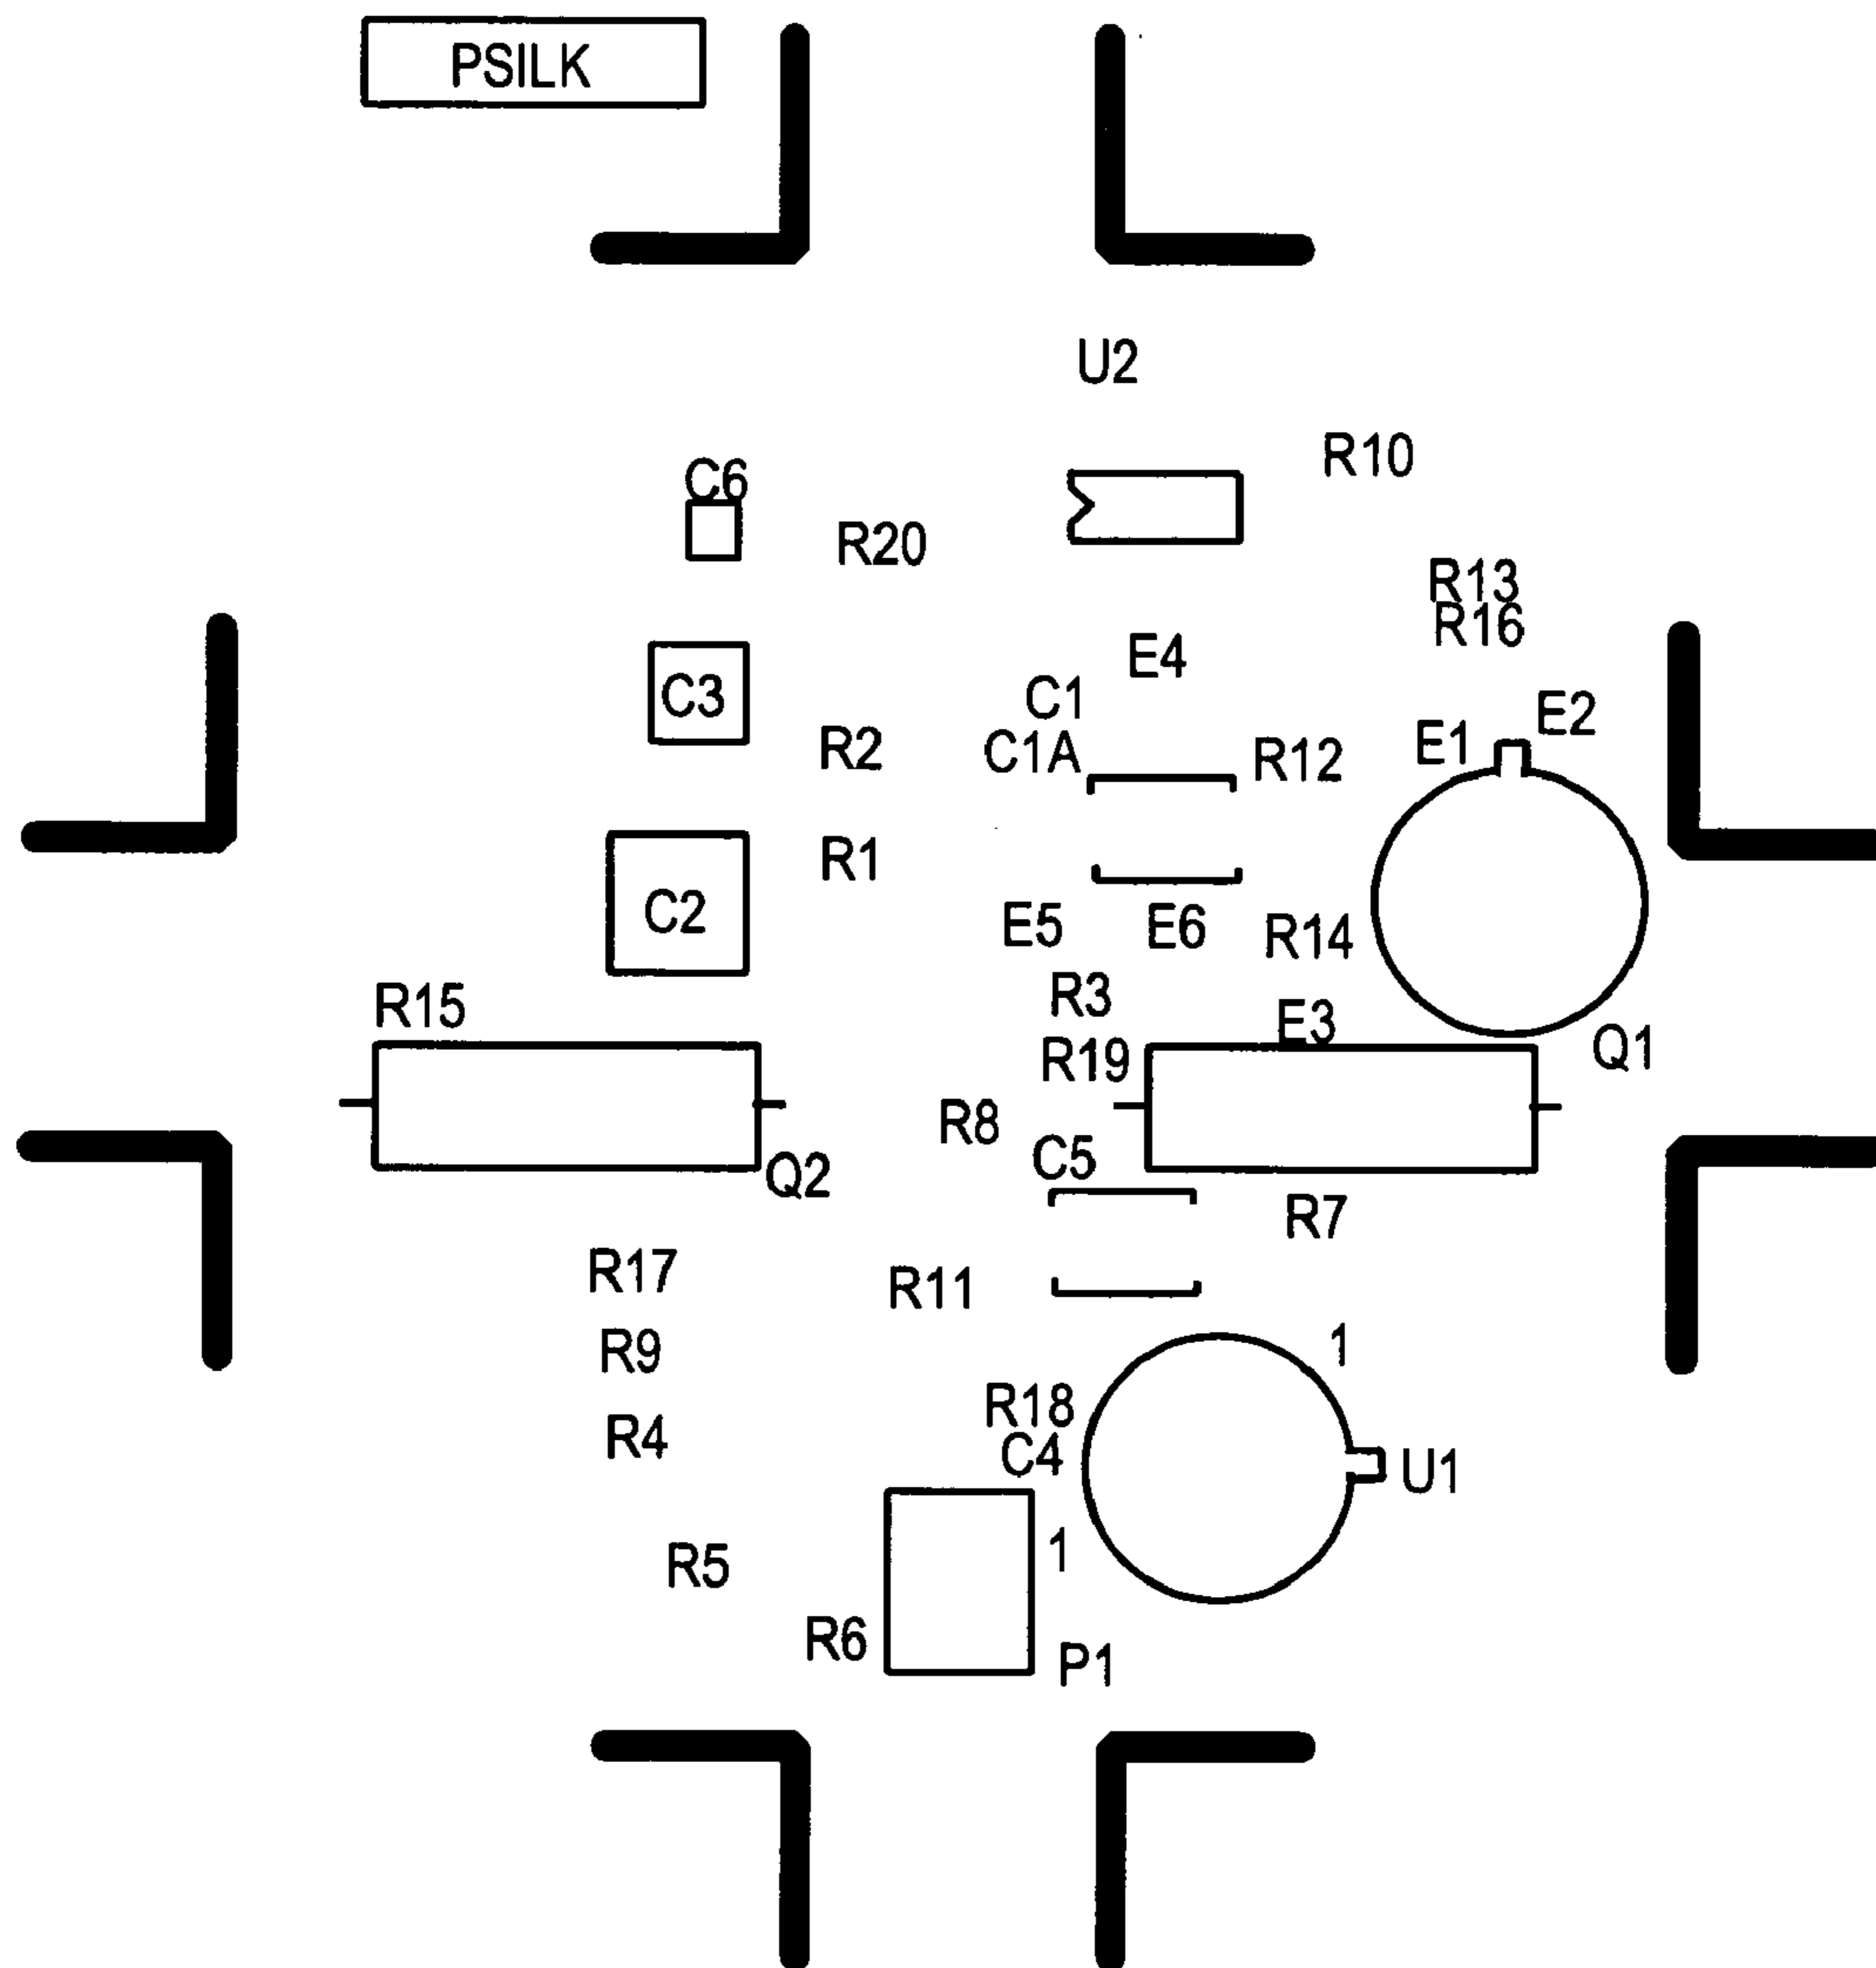 PSILK
U2
R10
C6
R20
R13
R16
E4
C1
C3
E2
E1
R2
C1A
R12
R1
C2
E5
E6
R14
R3
R15
E3
R19
Q1
R8
C5
Q2
R7
R17
R11
1
R9
R18
R4
C4
U1
1
R5
R6
P1